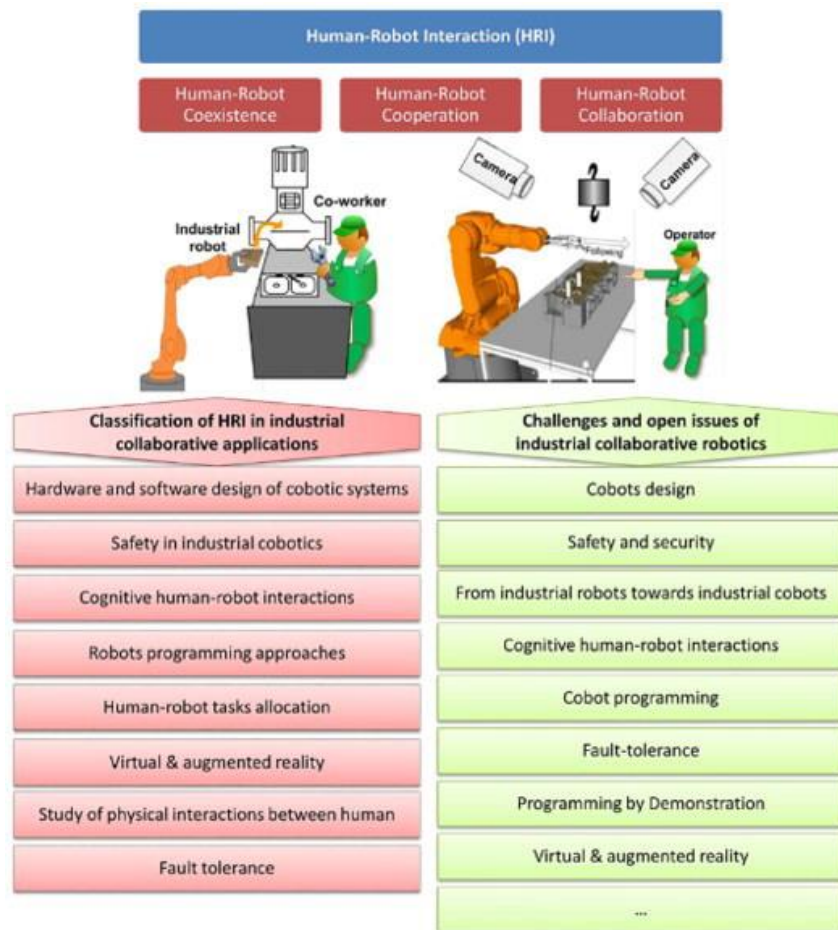 Human-Robot Interaction (HRI)
Human-Robot
Coexistence
Human-Robot
Cooperation
Human-Robot
Collaboration
Co-worker
Industrial
robot
Camera
Camera
Following
Operator
Classification of HRI in industrial
collaborative applications
Hardware and software design of cobotic systems
Safety in industrial cobotics
Cognitive human-robot interactions
Robots programming approaches
Human-robot tasks allocation
Virtual & augmented reality
Study of physical interactions between human
Fault tolerance
Challenges and open issues of
industrial collaborative robotics
Cobots design
Safety and security
From industrial robots towards industrial cobots
Cognitive human-robot interactions
Cobot programming
Fault-tolerance
Programming by Demonstration
Virtual & augmented reality
...